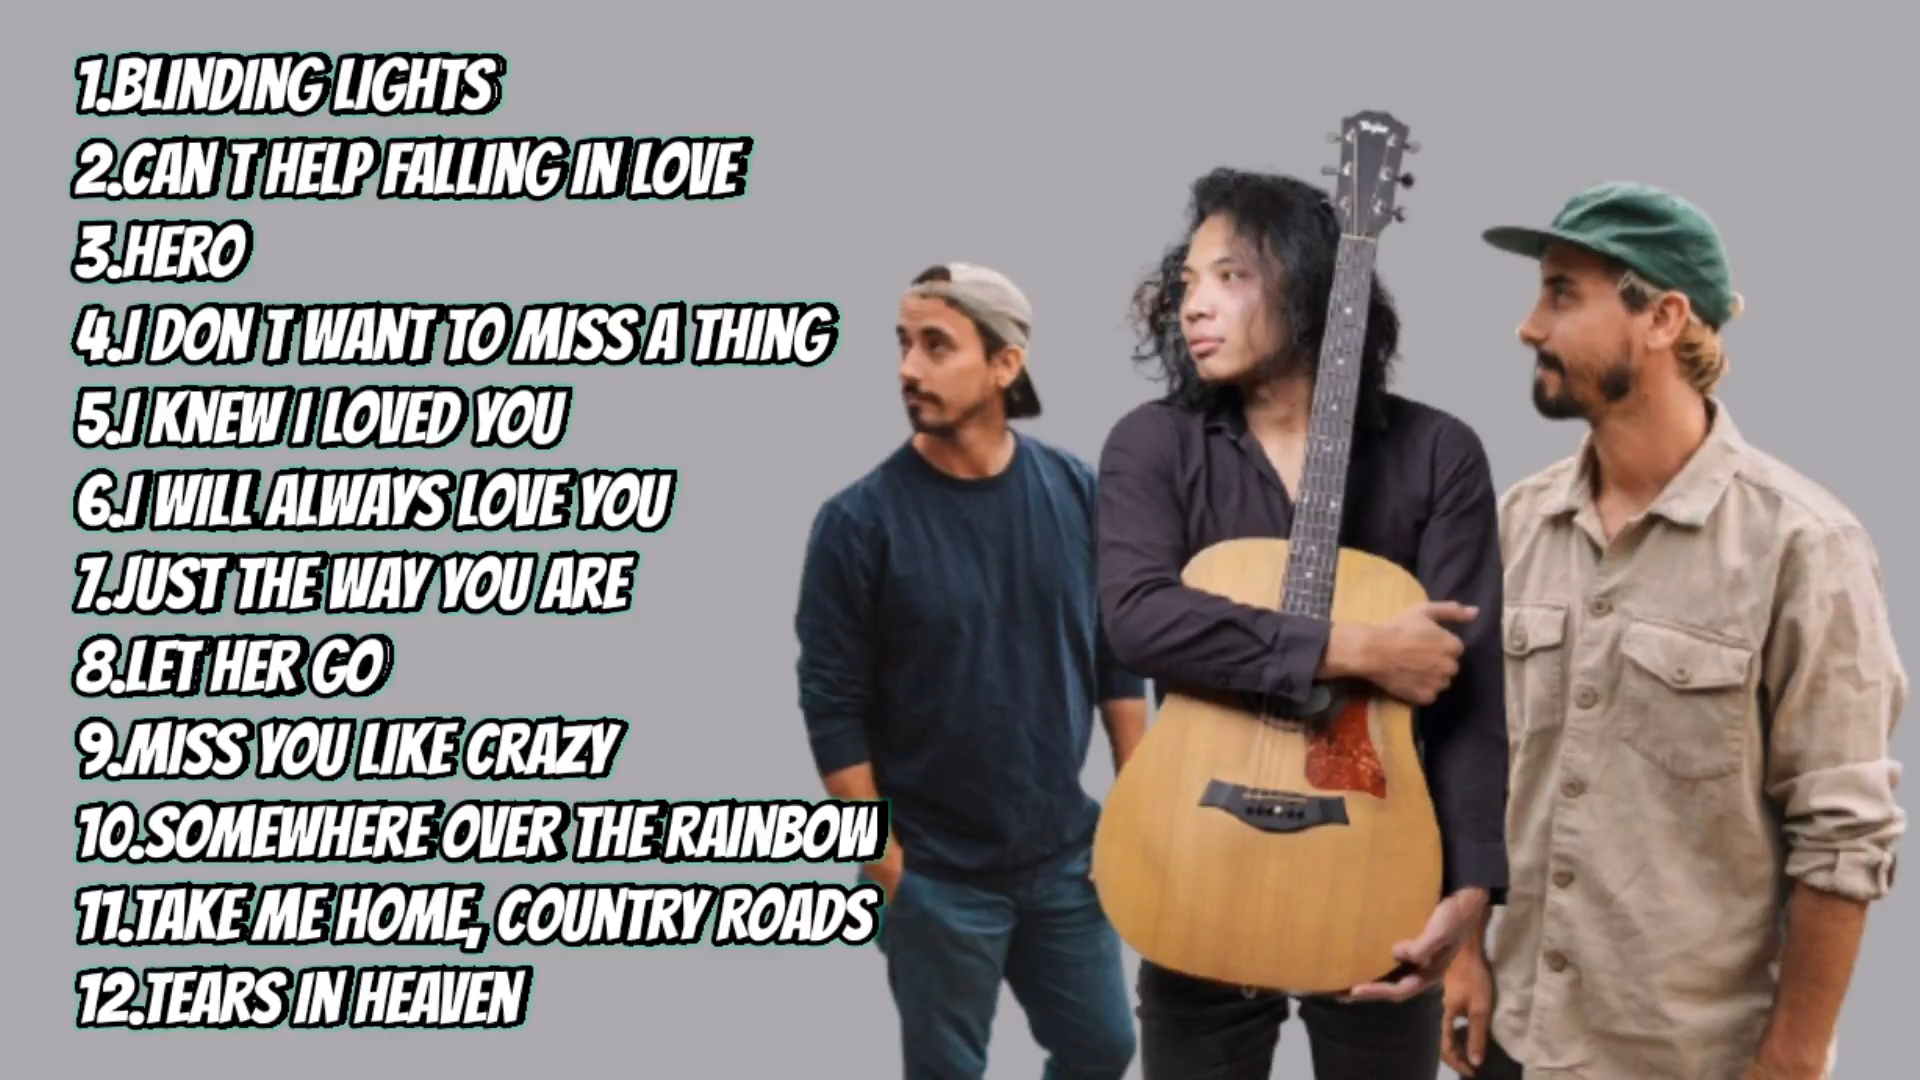 1.BLINDING LIGHTS
2.CAN T HELP FALLING IN LOVE
3.HERO
4.I DON T WANT TO MISS A THING
5.I KNEW I LOVED YOU
6.I WILL ALWAYS LOVE YOU
7.JUST THE WAY YOU ARE
8.LET HER GO
9.MISS YOU LIKE CRAZY
10.SOMEWHERE OVER THE RAINBOW
11.TAKE ME HOME, COUNTRY ROADS
12.TEARS IN HEAVEN
Taylor